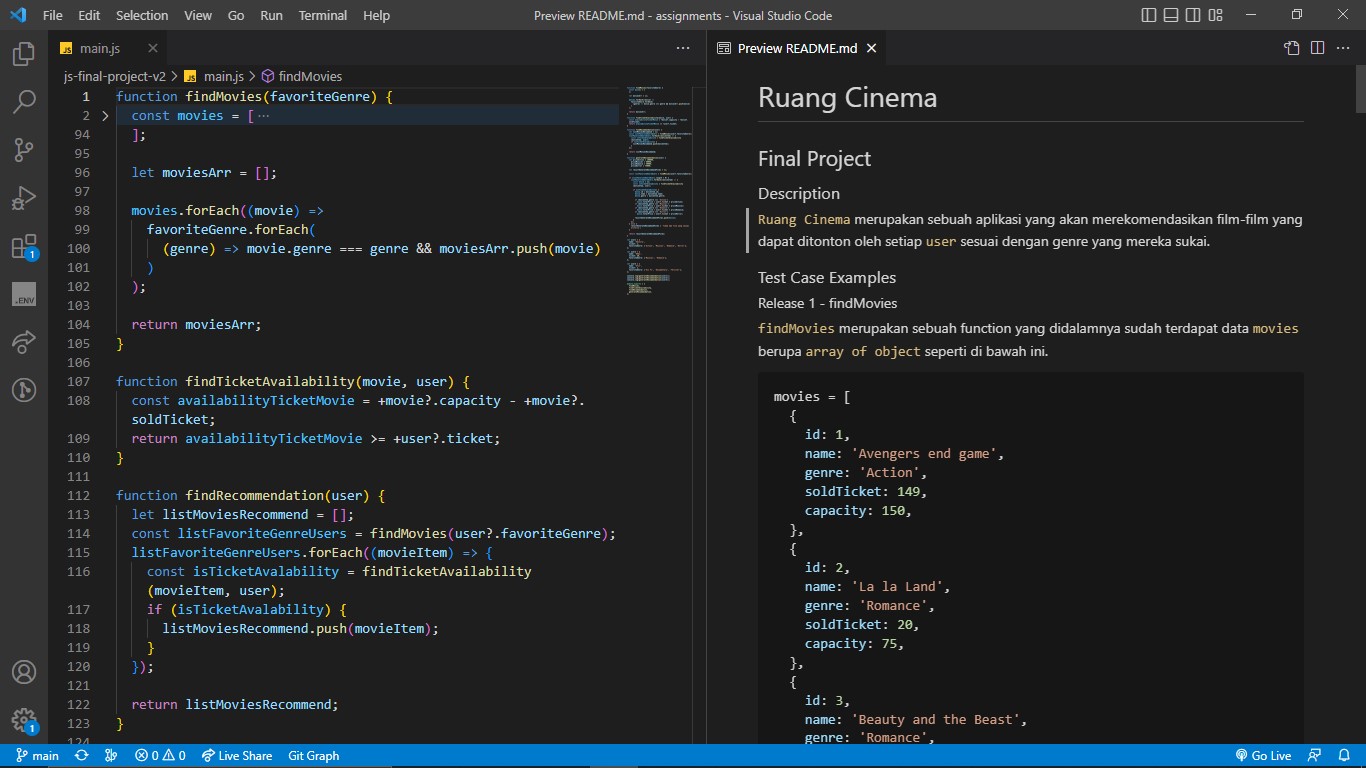 File Edit Selection View Go Run Terminal Help
Preview README.md - assignments - Visual Studio Code
JS main.js
js-final-project-v2 > JS main.js > findMovies
1 function findMovies(favoriteGenre) {
2 const movies = [ ···
94 ];
95
96 let moviesArr = [];
97
98 movies.forEach((movie) =>
99 favoriteGenre.forEach(
100 (genre) => movie.genre === genre && moviesArr.push(movie)
101 )
102 );
103
104 return moviesArr;
105 }
106
107 function findTicketAvailability(movie, user) {
108 const availabilityTicketMovie = +movie?.capacity - +movie?.
soldTicket;
109 return availabilityTicketMovie >= +user?.ticket;
110 }
111
112 function findRecommendation(user) {
113 let listMoviesRecommend = [];
114 const listFavoriteGenreUsers = findMovies(user?.favoriteGenre);
115 listFavoriteGenreUsers.forEach((movieItem) => {
116 const isTicketAvalability = findTicketAvailability
(movieItem, user);
117 if (isTicketAvalability) {
118 listMoviesRecommend.push(movieItem);
119 }
120 });
121
122 return listMoviesRecommend;
123 }
124
Preview README.md
Ruang Cinema
Final Project
Description
Ruang Cinema merupakan sebuah aplikasi yang akan merekomendasikan film-film yang
dapat ditonton oleh setiap user sesuai dengan genre yang mereka sukai.
Test Case Examples
Release 1 - findMovies
findMovies merupakan sebuah function yang didalamnya sudah terdapat data movies
berupa array of object seperti di bawah ini.
movies = [
{
id: 1,
name: 'Avengers end game',
genre: 'Action',
soldTicket: 149,
capacity: 150,
},
{
id: 2,
name: 'La la Land',
genre: 'Romance',
soldTicket: 20,
capacity: 75,
},
{
id: 3,
name: 'Beauty and the Beast',
genre: 'Romance',
.ENV
1
1
main 0 0 Live Share Git Graph
Go Live